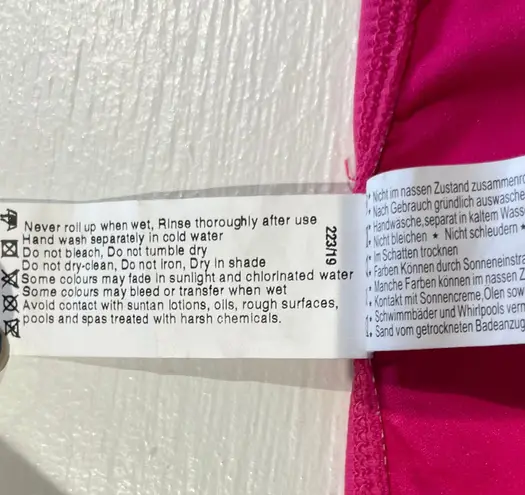 Never roll up when wet, Rinse thoroughly after use
Hand wash separately in cold water
Do not bleach, Do not tumble dry
Do not dry-clean, Do not Iron, Dry in shade
Some colours may fade in sunlight and chlorinated water
Some colours may bleed or transfer when wet
Avoid contact with suntan lotions, oils, rough surfaces,
pools and spas treated with harsh chemicals.
223/19
Nicht im nassen Zustand
Nach Gebrauch gründlich
Handwäsche, separat in kaltem
Nicht bleichen ★ Nicht schleudern ★
Im Schatten trocknen
Farben Können durch
Manche Farben können im nassen
Kontakt mit Sonnencreme, Ölen
Schwimmbäder und Whirlpools
Sand vom getrockneten